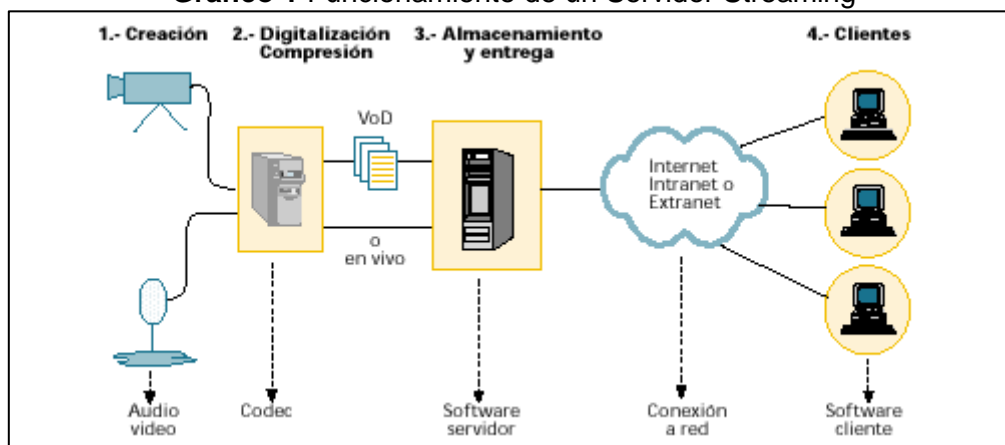 Funcionamiento de un Servidor Streaming
1.- Creación
2.- Digitalización
Compresión
3.- Almacenamiento
y entrega
4.- Clientes
VoD
o
en vivo
Internet
Intranet o
Extranet
Audio
video
Codec
Software
servidor
Conexión
a red
Software
cliente